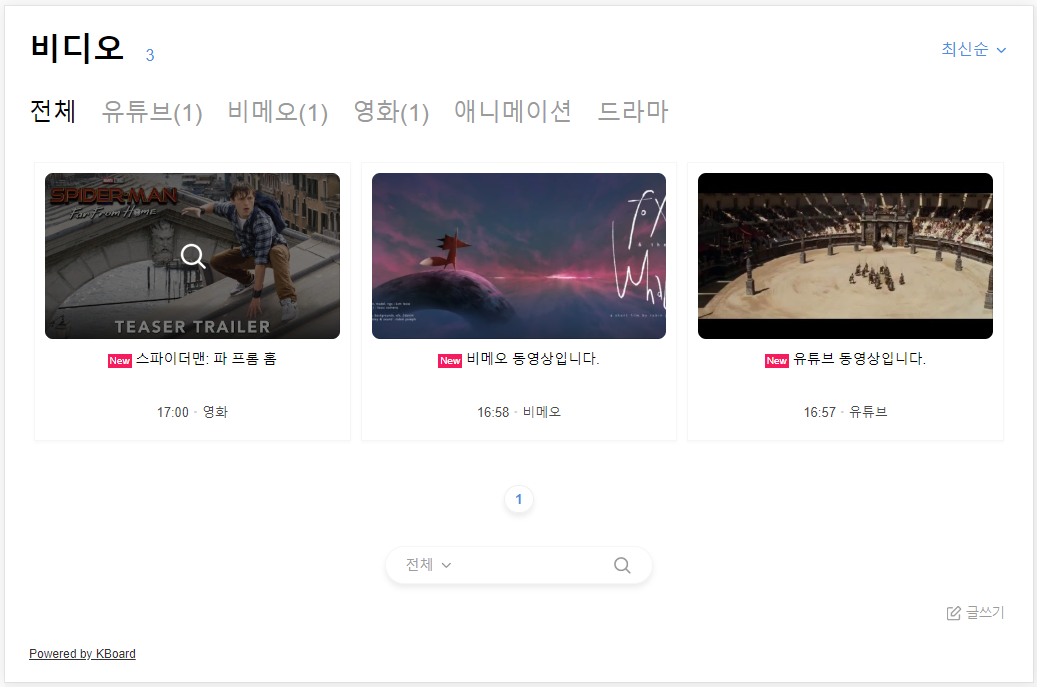 비디오 3
최신순
전체 유튜브(1) 비메오(1) 영화(1) 애니메이션 드라마
SPIDER-MAN
Far From Home
TEASER TRAILER
New 스파이더맨: 파 프롬 홈
17:00 · 영화
fox
& the
Wha
New 비메오 동영상입니다.
16:58 · 비메오
New 유튜브 동영상입니다.
16:57 · 유튜브
1
전체
글쓰기
Powered by KBoard